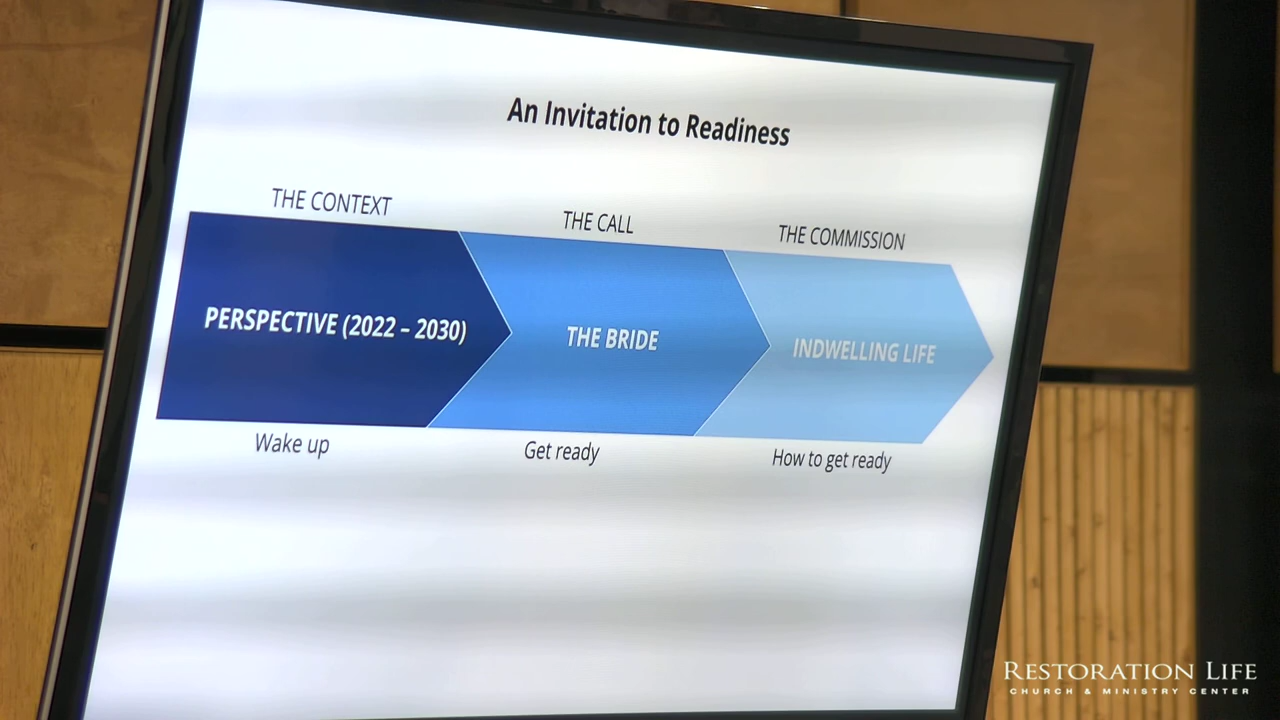 An Invitation to Readiness
THE CONTEXT
THE CALL
THE COMMISSION
PERSPECTIVE (2022 – 2030)
THE BRIDE
INDWELLING LIFE
Wake up
Get ready
How to get ready
RESTORATION LIFE
CHURCH & MINISTRY CENTER